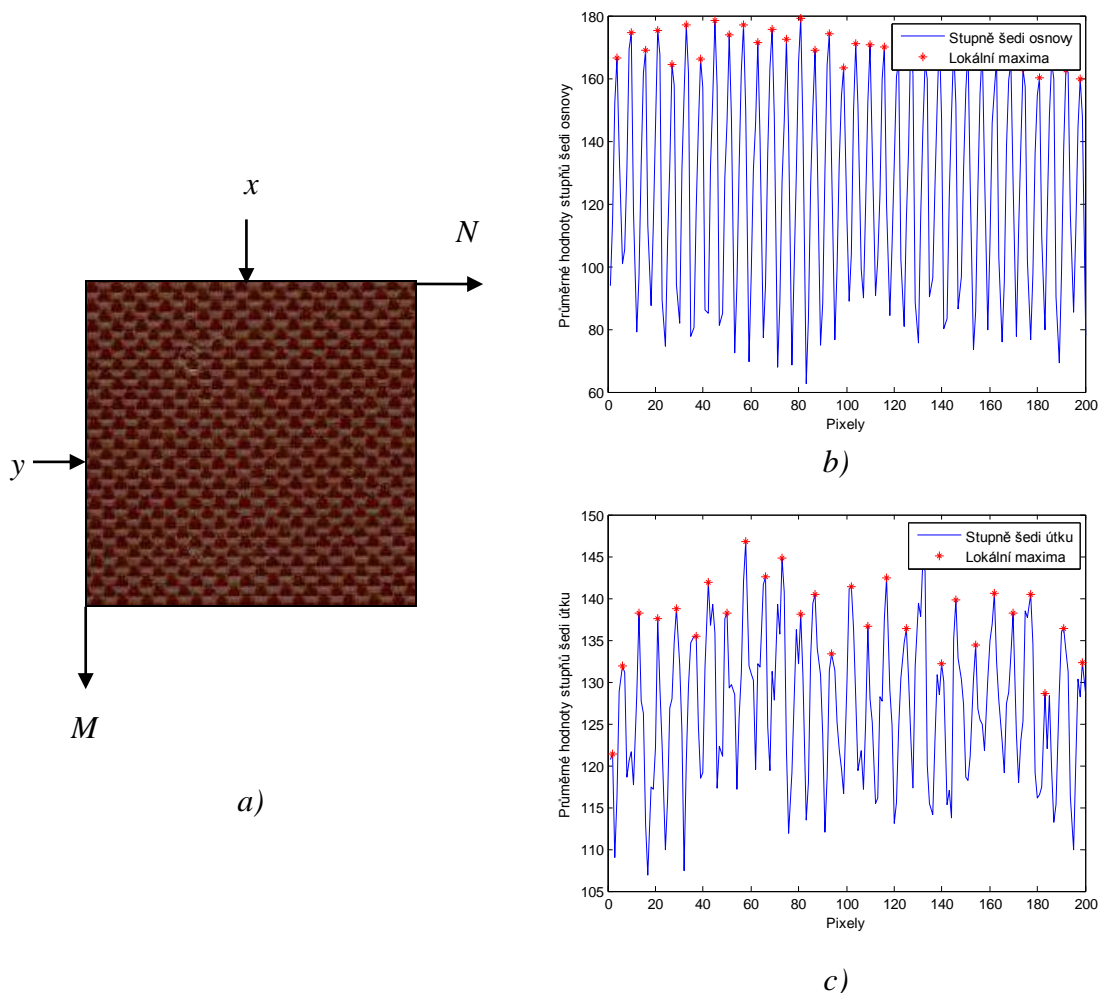 x
N
y
M
a)
180
160
140
120
100
80
60
0 20 40 60 80 100 120 140 160 180 200
Průměrné hodnoty stupňů šedi osnovy
Pixely
Stupně šedi osnovy
Lokální maxima
b)
150
145
140
135
130
125
120
115
110
105
0 20 40 60 80 100 120 140 160 180 200
Průměrné hodnoty stupňů šedi útku
Pixely
Stupně šedi útku
Lokální maxima
c)